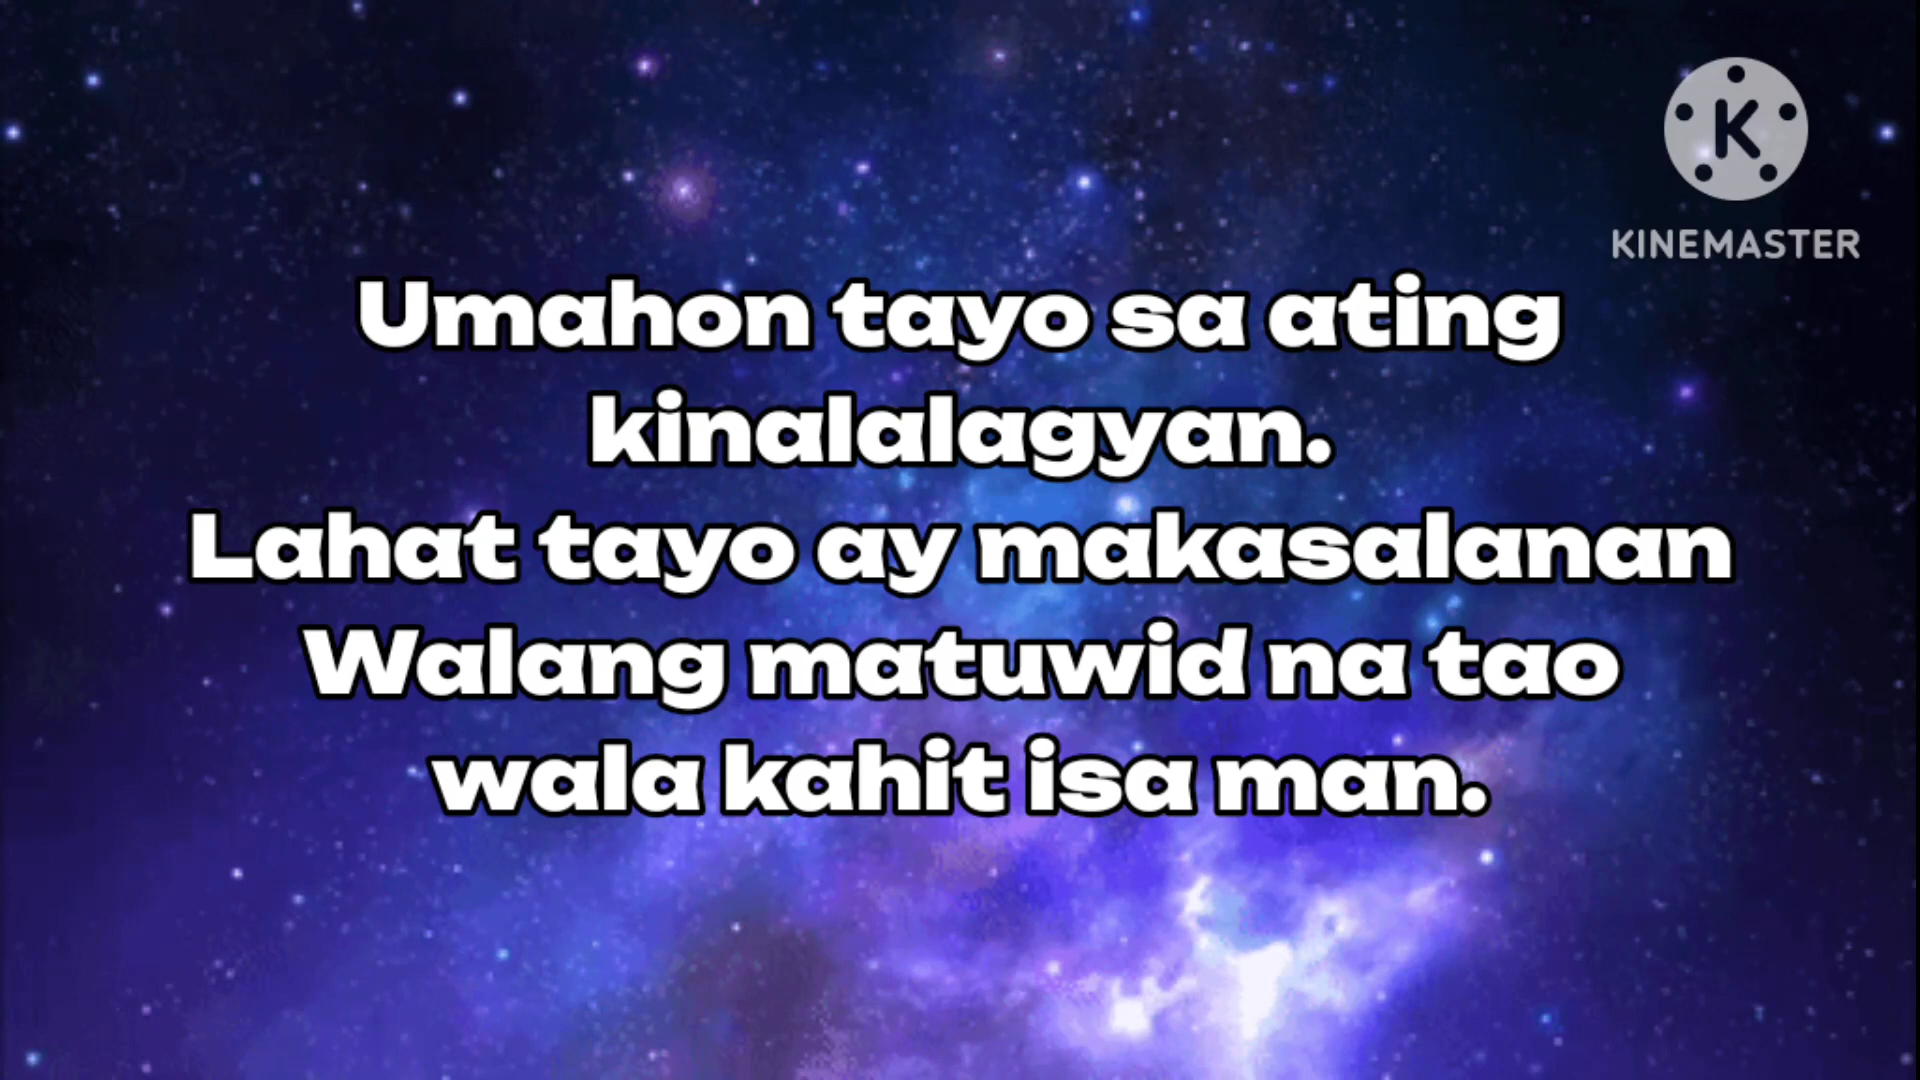 KINEMASTER
Umahon tayo sa ating
kinalalagyan.
Lahat tayo ay makasalanan
Walang matuwid na tao
wala kahit isa man.